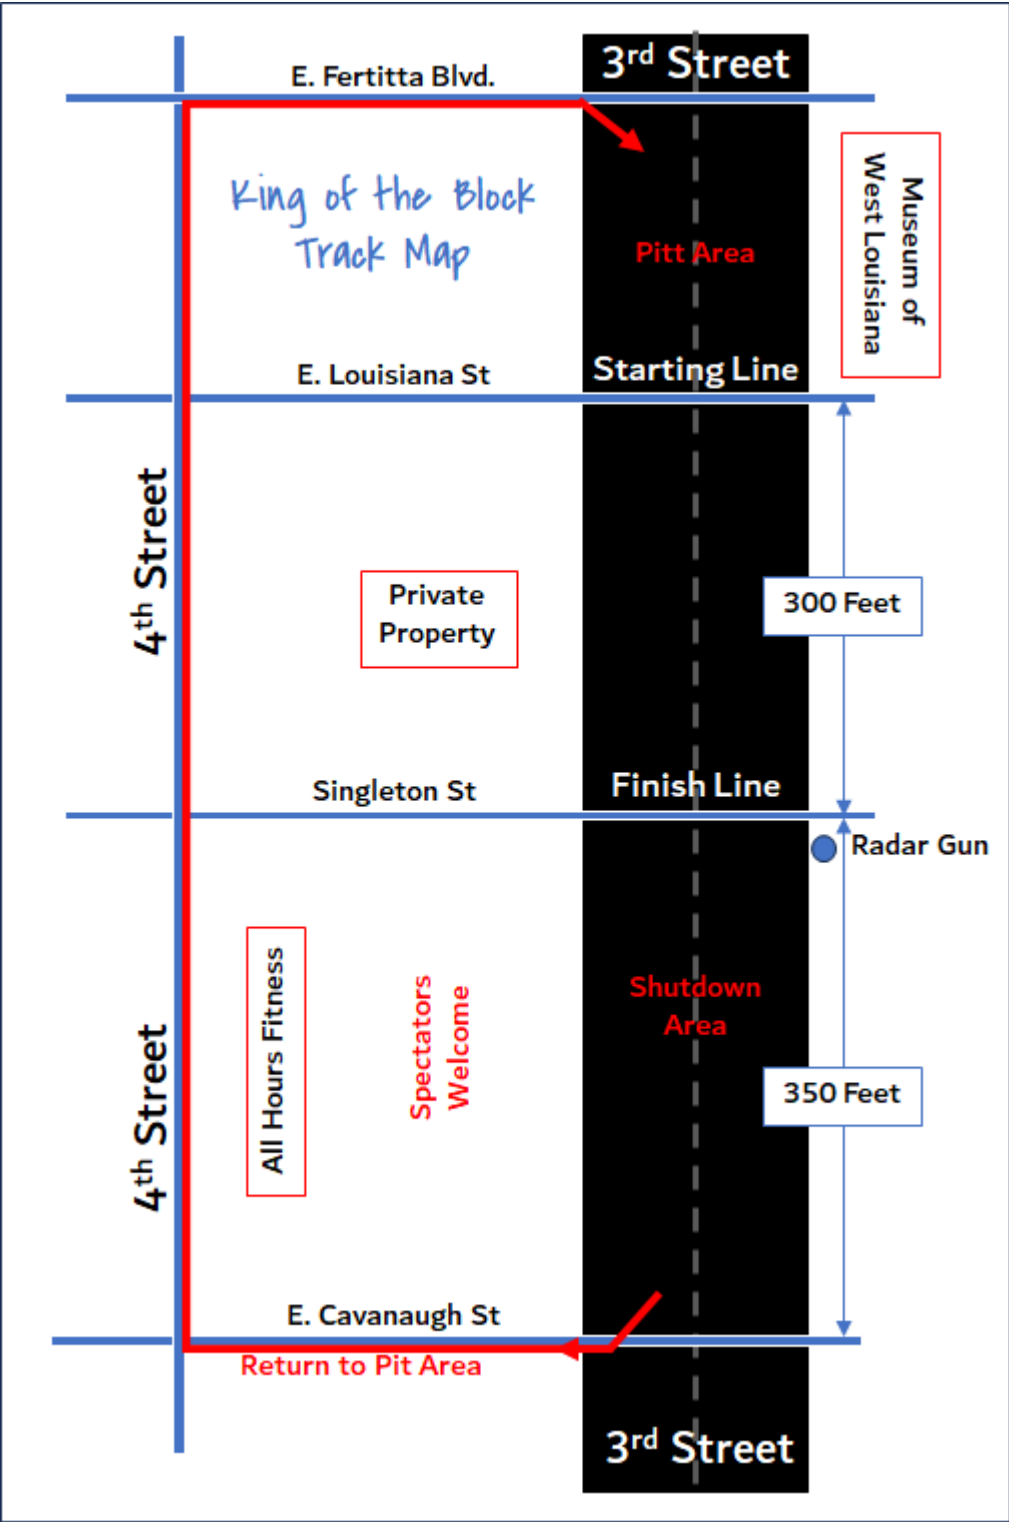 3rd Street
E. Fertitta Blvd.
King of the Block
Track Map
Museum of
West Louisiana
Pitt Area
E. Louisiana St
Starting Line
4th Street
Private
Property
300 Feet
Singleton St
Finish Line
Radar Gun
All Hours Fitness
Spectators
Welcome
Shutdown
Area
4th Street
350 Feet
E. Cavanaugh St
Return to Pit Area
3rd Street